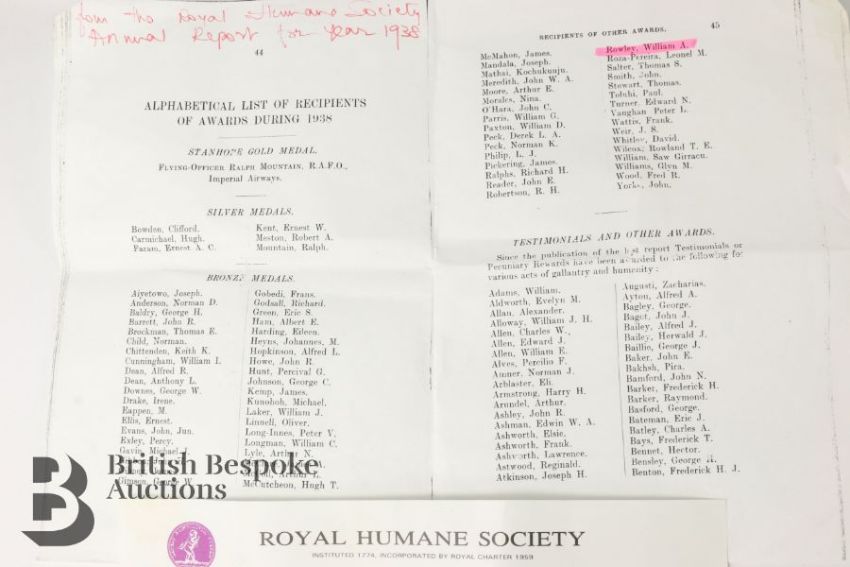 from the Royal Humane Society
Annual Report for Year 1938
44
ALPHABETICAL LIST OF RECIPIENTS
OF AWARDS DURING 1938
STANHOPE GOLD MEDAL.
FLYING-OFFICER RALPH MOUNTAIN, R.A.F.O.,
Imperial Airways.
SILVER MEDALS.
Bowden, Clifford.
Carmichael, Hugh.
Param, Ernest A. C.
Kent, Ernest W.
Meston, Robert A.
Mountain, Ralph.
BRONZE MEDALS.
Aiyetowo, Joseph.
Anderson, Norman D.
Baldry, George H.
Barrett, John R.
Brockman, Thomas E.
Child, Norman.
Chittenden, Keith K.
Cunningham, William I.
Dean, Alfred R.
Dean, Anthony L.
Downes, George W.
Drake, Irene.
Eappen, M.
Ellis, Ernest.
Evans, John, Jun.
Exley, Percy.
Gavin, Michael
Gimson, George W.
Gobedi, Frans.
Godsall, Richard.
Green, Eric S.
Ham, Albert E.
Harding, Eileen.
Heyns, Johannes, M.
Hopkinson, Alfred L.
Howe, John R.
Hunt, Percival G.
Johnson, George C.
Kemp, James.
Kunohoh, Michael.
Laker, William J.
Linnell, Oliver.
Long-Innes, Peter V.
Longman, William C.
Lyle, Arthur N.
McCutcheon, Hugh T.
RECIPIENTS OF OTHER AWARDS.
45
McMahon, James.
Mandala, Joseph.
Mathai, Kochukunju.
Meredith, John W. A.
Moore, Arthur E.
Morales, Nina.
O'Hara, John C.
Parris, William G.
Paxton, William D.
Peck, Derek L. A.
Peck, Norman K.
Philip, L. J.
Pickering, James.
Ralphs, Richard H.
Reader, John E.
Robertson, R. H.
Rowley, William A.
Roza-Pereira, Leonel M.
Salter, Thomas S.
Smith, John.
Stewart, Thomas.
Toluhi, Paul.
Turner, Edward N.
Vaughan Peter L.
Wattis, Frank.
Weir, J. S.
Whitley, David.
Wilcox, Rowland T. E.
William, Saw Girracu.
Williams, Glyn M.
Wood, Fred R.
Yorke, John.
TESTIMONIALS AND OTHER AWARDS.
Since the publication of the last report Testimonials or
Pecuniary Rewards have been awarded to the following for
various acts of gallantry and humanity:
Adams, William.
Aldworth, Evelyn M.
Allan, Alexander.
Alloway, William J. H.
Allen, Charles W.,
Allen, Edward J.
Allen, William E.
Alves, Percilio F.
Amner, Norman J.
Arblaster, Eli.
Armstrong, Harry H.
Arundel, Arthur.
Ashley, John R.
Ashman, Edwin W. A.
Ashworth, Elsie.
Ashworth, Frank.
Ashworth, Lawrence.
Astwood, Reginald.
Atkinson, Joseph H.
Augusti, Zacharias.
Ayton, Alfred A.
Bagley, George.
Bagot, John J.
Bailey, Alfred J.
Bailey, Herwald J.
Baillie, George J.
Baker, John E.
Bakhsh, Pira.
Bamford, John N.
Barker, Frederick H.
Barker, Raymond.
Basford, George.
Bateman, Eric J.
Batley, Charles A.
Bays, Frederick T.
Bennet, Hector.
Bensley, George H.
Benton, Frederick H. J.
British Bespoke
Auctions
ROYAL HUMANE SOCIETY
INSTITUTED 1774, INCORPORATED BY ROYAL CHARTER 1959